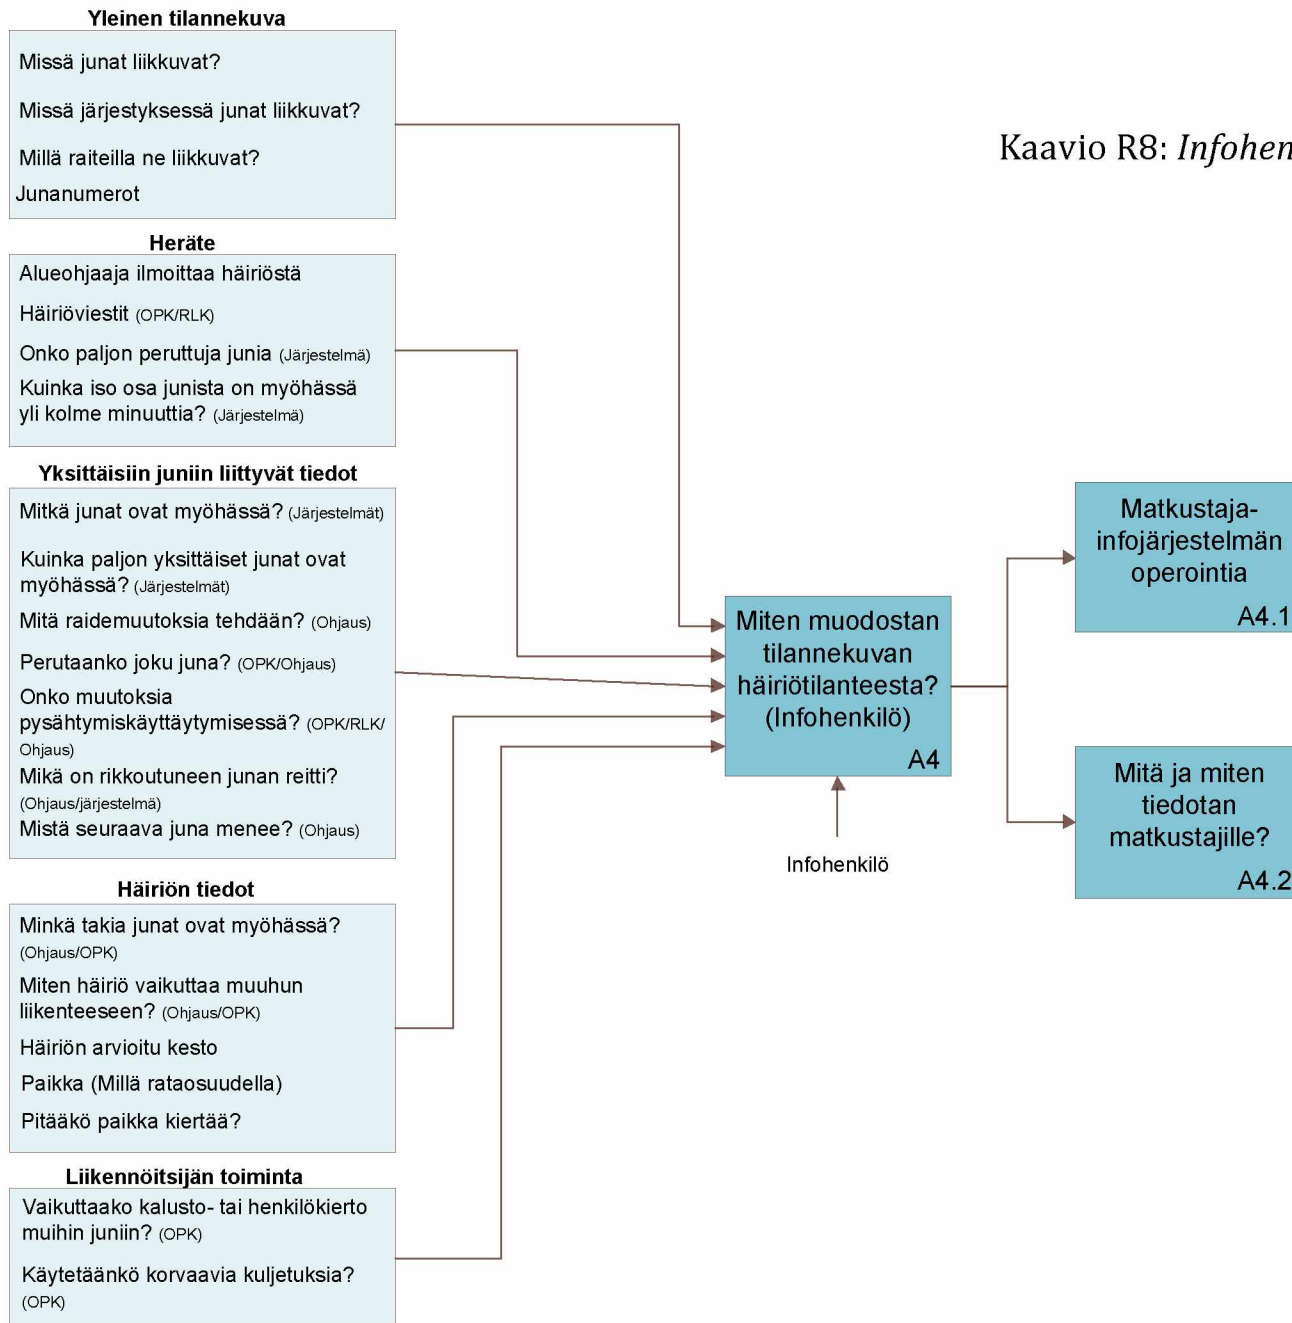 Yleinen tilannekuva
Missä junat liikkuvat?
Missä järjestyksessä junat liikkuvat?
Millä raiteilla ne liikkuvat?
Junanumerot
Kaavio R8: Infohen
Heräte
Alueohjaaja ilmoittaa häiriöstä
Häiriöviestit (OPK/RLK)
Onko paljon peruttuja junia (Järjestelmä)
Kuinka iso osa junista on myöhässä
yli kolme minuuttia? (Järjestelmä)
Yksittäisiin juniin liittyvät tiedot
Mitkä junat ovat myöhässä? (Järjestelmät)
Kuinka paljon yksittäiset junat ovat
myöhässä? (Järjestelmät)
Mitä raidemuutoksia tehdään? (Ohjaus)
Perutaanko joku juna? (OPK/Ohjaus)
Onko muutoksia
pysähtymiskäyttäytymisessä? (OPK/RLK/
Ohjaus)
Mikä on rikkoutuneen junan reitti?
(Ohjaus/järjestelmä)
Mistä seuraava juna menee? (Ohjaus)
Häiriön tiedot
Minkä takia junat ovat myöhässä?
(Ohjaus/OPK)
Miten häiriö vaikuttaa muuhun
liikenteeseen? (Ohjaus/OPK)
Häiriön arvioitu kesto
Paikka (Millä rataosuudella)
Pitääkö paikka kiertää?
Liikennöitsijän toiminta
Vaikuttaako kalusto- tai henkilökierto
muihin juniin? (OPK)
Käytetäänkö korvaavia kuljetuksia?
(OPK)
Miten muodostan
tilannekuvan
häiriötilanteesta?
(Infohenkilö)
A4
Infohenkilö
Matkustaja-
infojärjestelmän
operointia
A4.1
Mitä ja miten
tiedotan
matkustajille?
A4.2